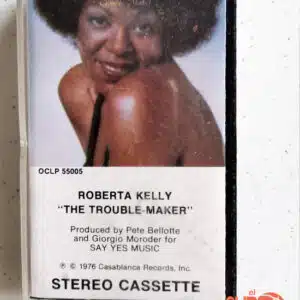 OCLP 55005
ROBERTA KELLY
"THE TROUBLE-MAKER"
Produced by Pete Bellotte
and Giorgio Moroder for
SAY YES MUSIC
℗ © 1976 Casablanca Records, Inc.
STEREO CASSETTE